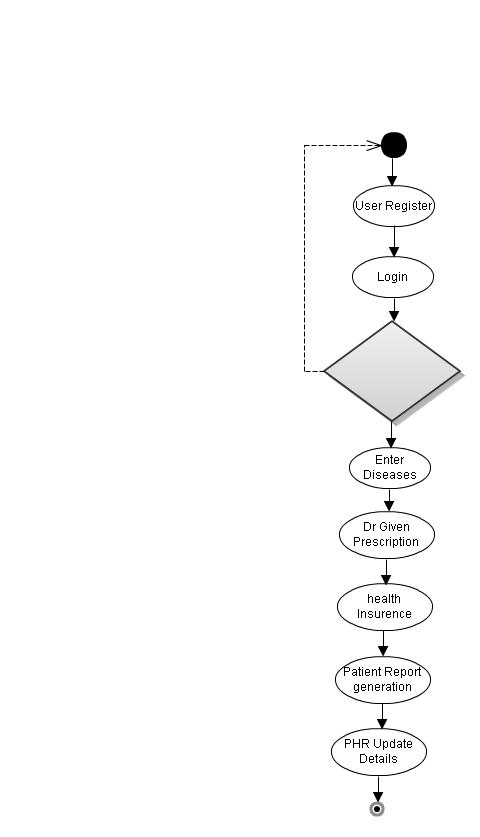 User Register
Login
Enter
Diseases
Dr Given
Prescription
health
Insurence
Patient Report
generation
PHR Update
Details